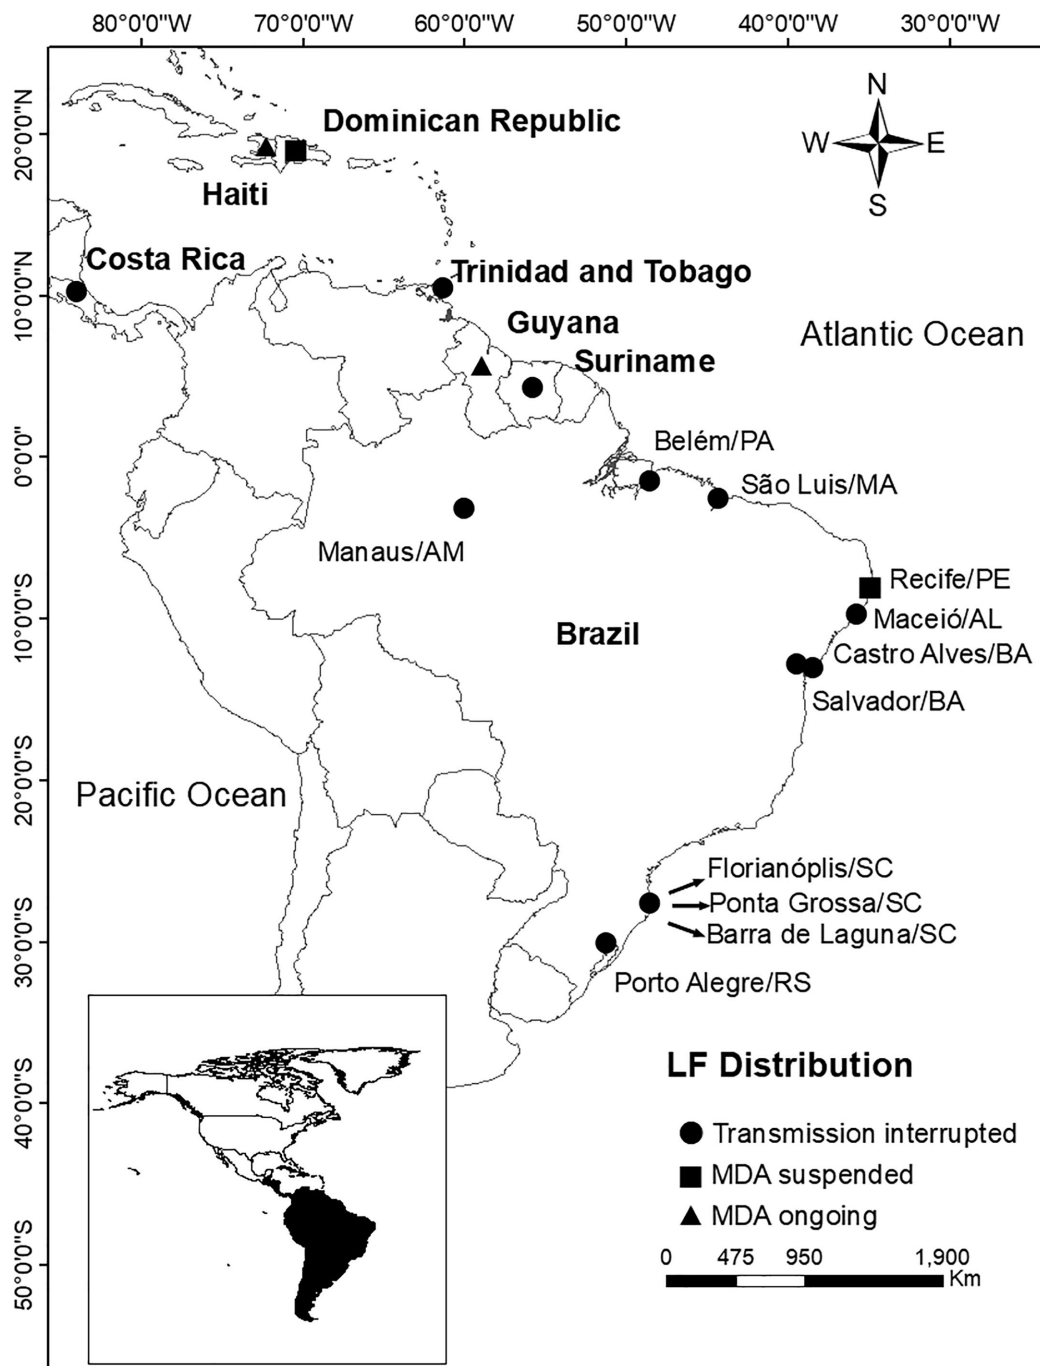 80°0'0"W 70°0'0"W 60°0'0"W 50°0'0"W 40°0'0"W 30°0'0"W
20°0'0"N
10°0'0"N
0°0'0"
10°0'0"S
20°0'0"S
30°0'0"S
40°0'0"S
50°0'0"S
N
W E
S
Dominican Republic
Haiti
Costa Rica
Trinidad and Tobago
Guyana
Suriname
Atlantic Ocean
Belém/PA
São Luis/MA
Manaus/AM
Recife/PE
Maceió/AL
Brazil
Castro Alves/BA
Salvador/BA
Pacific Ocean
Florianóplis/SC
Ponta Grossa/SC
Barra de Laguna/SC
Porto Alegre/RS
LF Distribution
Transmission interrupted
MDA suspended
MDA ongoing
0 475 950 1,900
Km